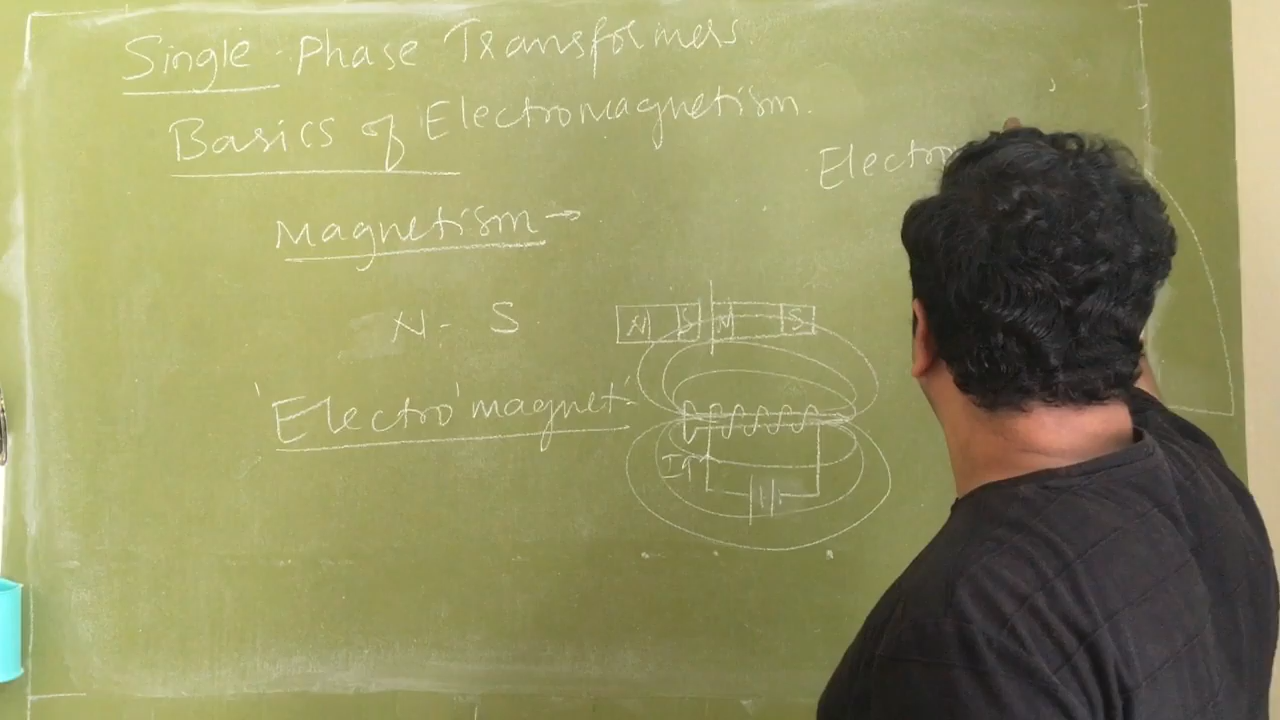 Single Phase Transformers.
Basics of Electromagnetism.
Electro
Magnetism →
N - S
N S N S
'Electro' magnet
I